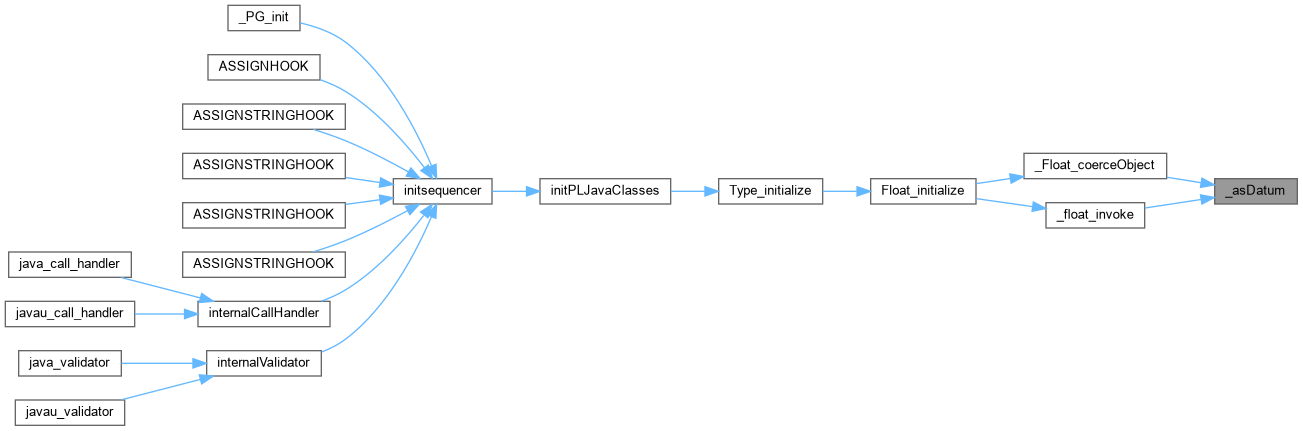 _PG_init
ASSIGNHOOK
ASSIGNSTRINGHOOK
ASSIGNSTRINGHOOK
ASSIGNSTRINGHOOK
ASSIGNSTRINGHOOK
java_call_handler
javau_call_handler
internalCallHandler
java_validator
internalValidator
javau_validator
initsequencer
initPLJavaClasses
Type_initialize
Float_initialize
_Float_coerceObject
_float_invoke
_asDatum